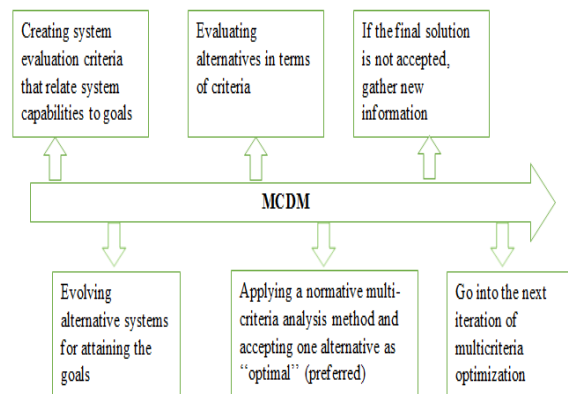 Creating system
evaluation criteria
that relate system
capabilities to goals
Evaluating
alternatives in terms
of criteria
If the final solution
is not accepted,
gather new
information
MCDM
Evolving
alternative systems
for attaining the
goals
Applying a normative multi-
criteria analysis method and
accepting one alternative as
“optimal” (preferred)
Go into the next
iteration of
multicriteria
optimization